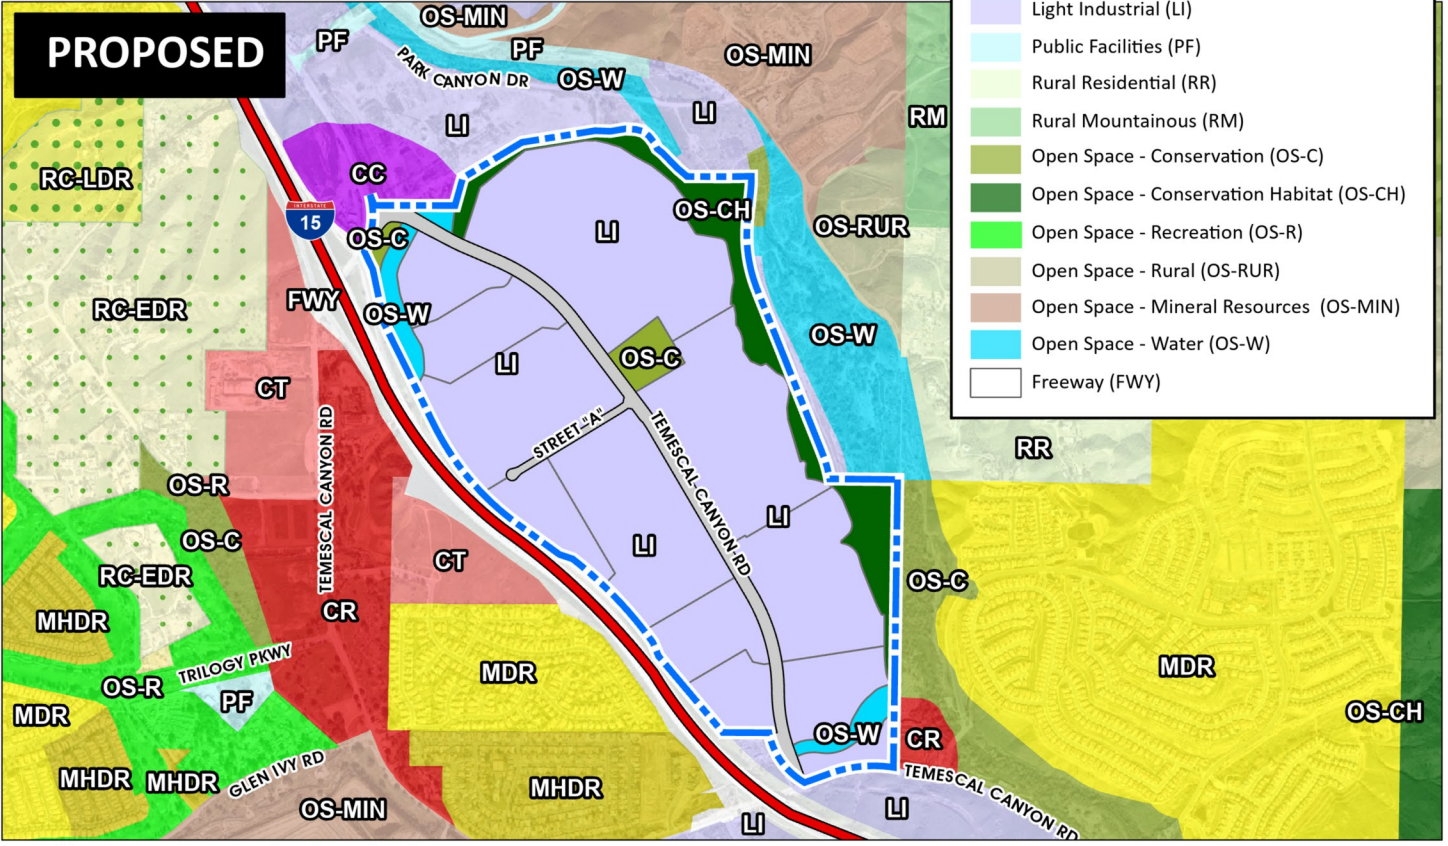 PROPOSED
PF
OS-MIN
PF
PARK CANYON DR
OS-W
OS-MIN
LI
LI
RM
Light Industrial (LI)
Public Facilities (PF)
Rural Residential (RR)
Rural Mountainous (RM)
Open Space - Conservation (OS-C)
Open Space - Conservation Habitat (OS-CH)
Open Space - Recreation (OS-R)
Open Space - Rural (OS-RUR)
Open Space - Mineral Resources (OS-MIN)
Open Space - Water (OS-W)
Freeway (FWY)
RC-LDR
CC
INTERSTATE
15
OS-C
LI
OS-CH
OS-RUR
RC-EDR
FWY
OS-W
OS-W
LI
OS-C
CT
TEMESCAL CANYON RD
STREET "A"
TEMESCAL CANYON RD
RR
OS-R
OS-C
LI
LI
CT
RC-EDR
OS-C
MHDR
CR
TRILOGY PKWY
MDR
MDR
OS-R
PF
MDR
OS-CH
OS-W
CR
MHDR
MHDR
GLEN IVY RD
MHDR
TEMESCAL CANYON RD
OS-MIN
LI
LI